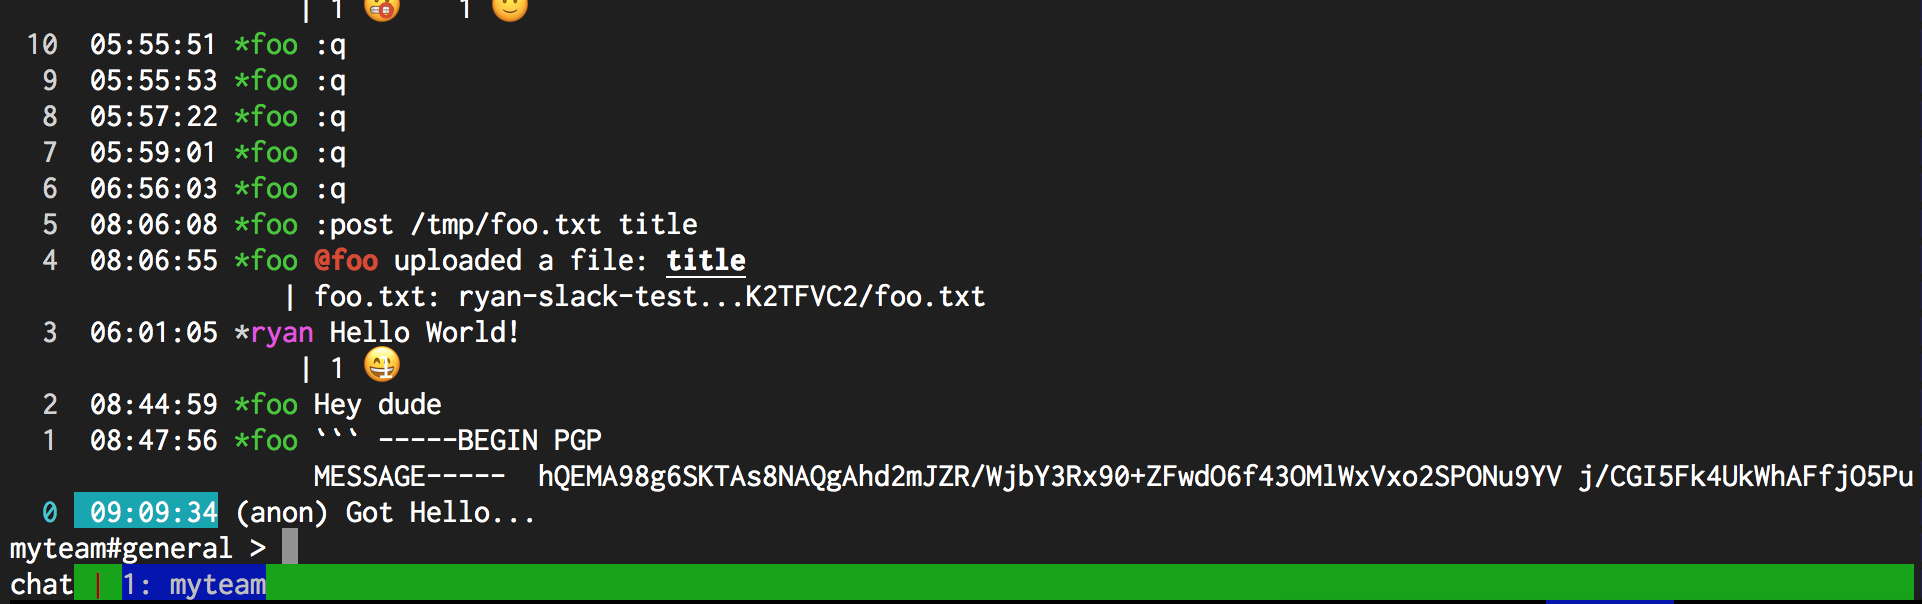 | 1 😁 1 🙂
10 05:55:51 *foo :q
9 05:55:53 *foo :q
8 05:57:22 *foo :q
7 05:59:01 *foo :q
6 06:56:03 *foo :q
5 08:06:08 *foo :post /tmp/foo.txt title
4 08:06:55 *foo @foo uploaded a file: title
| foo.txt: ryan-slack-test...K2TFVC2/foo.txt
3 06:01:05 *ryan Hello World!
| 1 😄
2 08:44:59 *foo Hey dude
1 08:47:56 *foo ``` -----BEGIN PGP
MESSAGE----- hQEMA98g6SKTAs8NAQgAhd2mJZR/WjbY3Rx90+ZFwdO6f43OMlWxVxo2SPONu9YV j/CGI5Fk4UkWhAFfjO5Pu
0 09:09:34 (anon) Got Hello...
myteam#general >
chat | 1: myteam